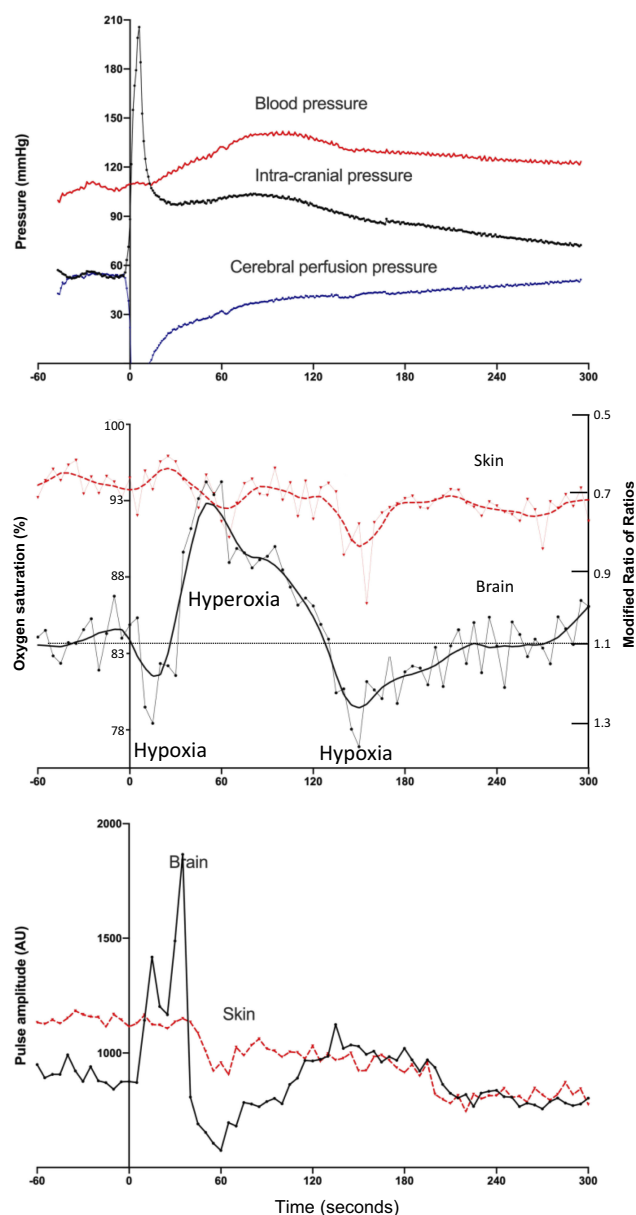 210
180
150
120
90
60
30
Pressure (mmHg)
Blood pressure
Intra-cranial pressure
Cerebral perfusion pressure
-60 0 60 120 180 240 300
100
93
88
83
78
Oxygen saturation (%)
0.5
0.7
0.9
1.1
1.3
Modified Ratio of Ratios
Skin
Brain
Hyperoxia
Hypoxia
Hypoxia
-60 0 60 120 180 240 300
2000
1500
1000
Pulse amplitude (AU)
Brain
Skin
-60 0 60 120 180 240 300
Time (seconds)